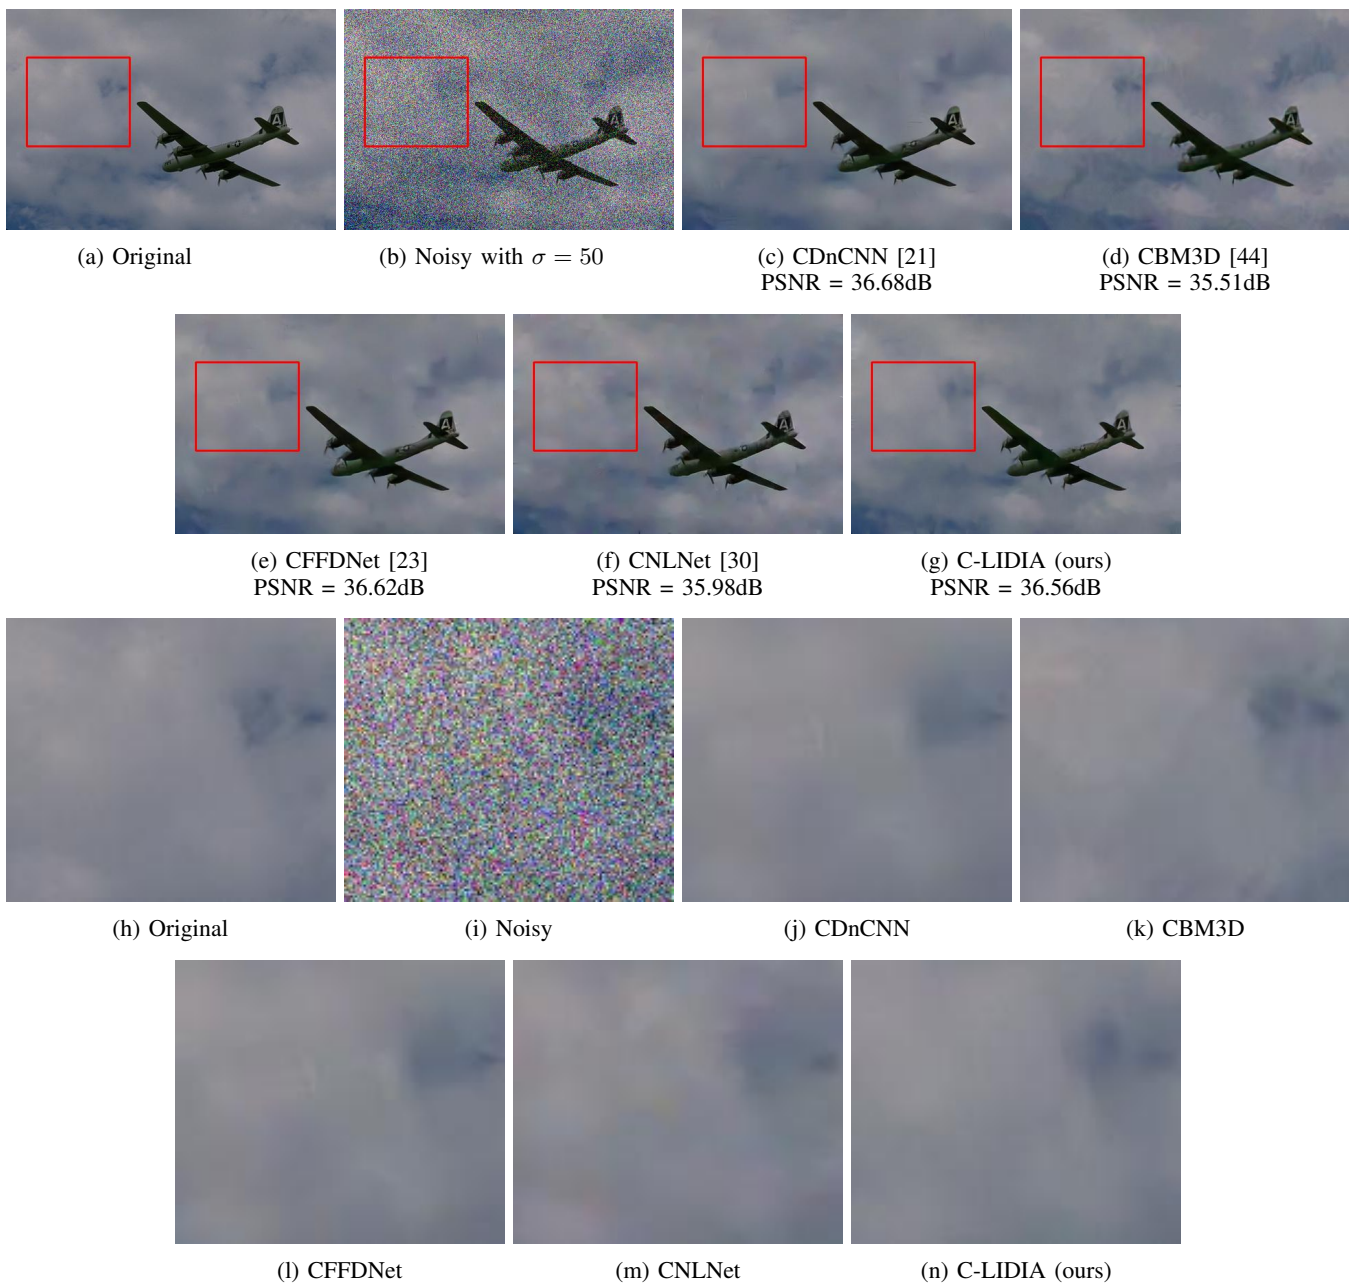 A
A
A
A
(a) Original
(b) Noisy with σ = 50
(c) CDnCNN [21]
PSNR = 36.68dB
(d) CBM3D [44]
PSNR = 35.51dB
A
A
A
(e) CFFDNet [23]
PSNR = 36.62dB
(f) CNLNet [30]
PSNR = 35.98dB
(g) C-LIDIA (ours)
PSNR = 36.56dB
(h) Original
(i) Noisy
(j) CDnCNN
(k) CBM3D
(l) CFFDNet
(m) CNLNet
(n) C-LIDIA (ours)